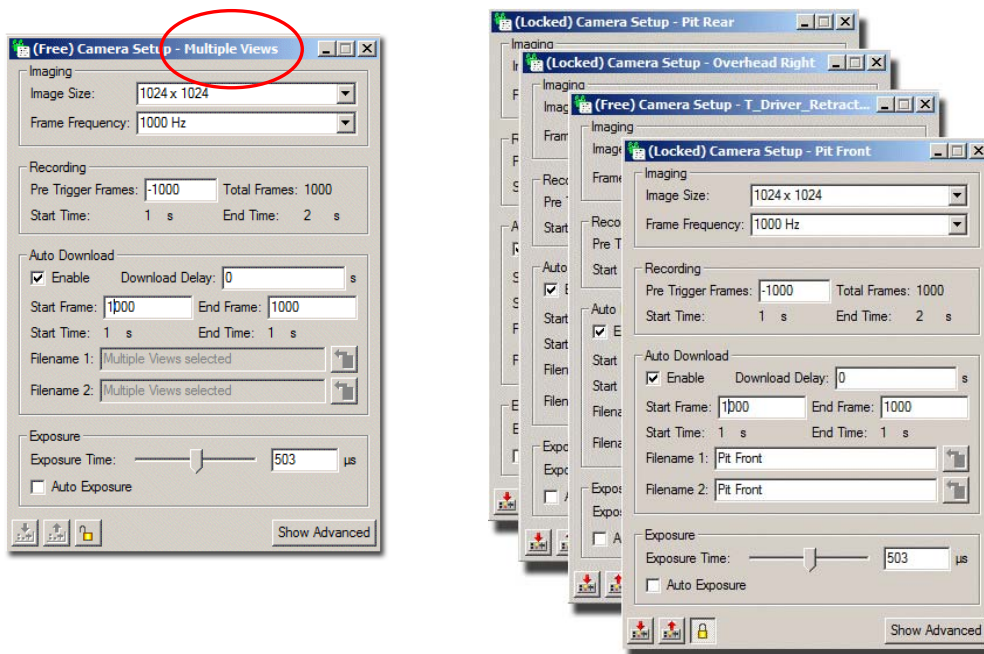 (Free) Camera Setup - Multiple Views
Imaging
Image Size: 1024 x 1024
Frame Frequency: 1000 Hz
Recording
Pre Trigger Frames: -1000 Total Frames: 1000
Start Time: 1 s End Time: 2 s
Auto Download
Enable Download Delay: 0 s
Start Frame: 1000 End Frame: 1000
Start Time: 1 s End Time: 1 s
Filename 1: Multiple Views selected
Filename 2: Multiple Views selected
Exposure
Exposure Time: 503 µs
Auto Exposure
Show Advanced
(Locked) Camera Setup - Pit Rear
Imaging
(Locked) Camera Setup - Overhead Right
Imaging
(Free) Camera Setup - T_Driver_Retract...
Imaging
Start
Start
(Locked) Camera Setup - Pit Front
Imaging
Image Size: 1024 x 1024
Frame Frequency: 1000 Hz
Recording
Pre Trigger Frames: -1000 Total Frames: 1000
Start Time: 1 s End Time: 2 s
Auto Download
Enable Download Delay: 0 s
Start Frame: 1000 End Frame: 1000
Start Time: 1 s End Time: 1 s
Filename 1: Pit Front
Filename 2: Pit Front
Exposure
Exposure Time: 503 µs
Auto Exposure
Show Advanced